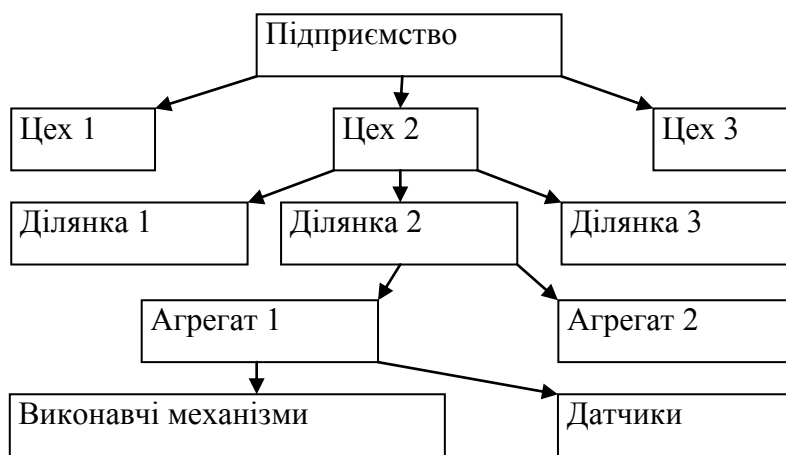 Підприємство
Цех 1
Цех 2
Цех 3
Ділянка 1
Ділянка 2
Ділянка 3
Агрегат 1
Агрегат 2
Виконавчі механізми
Датчики